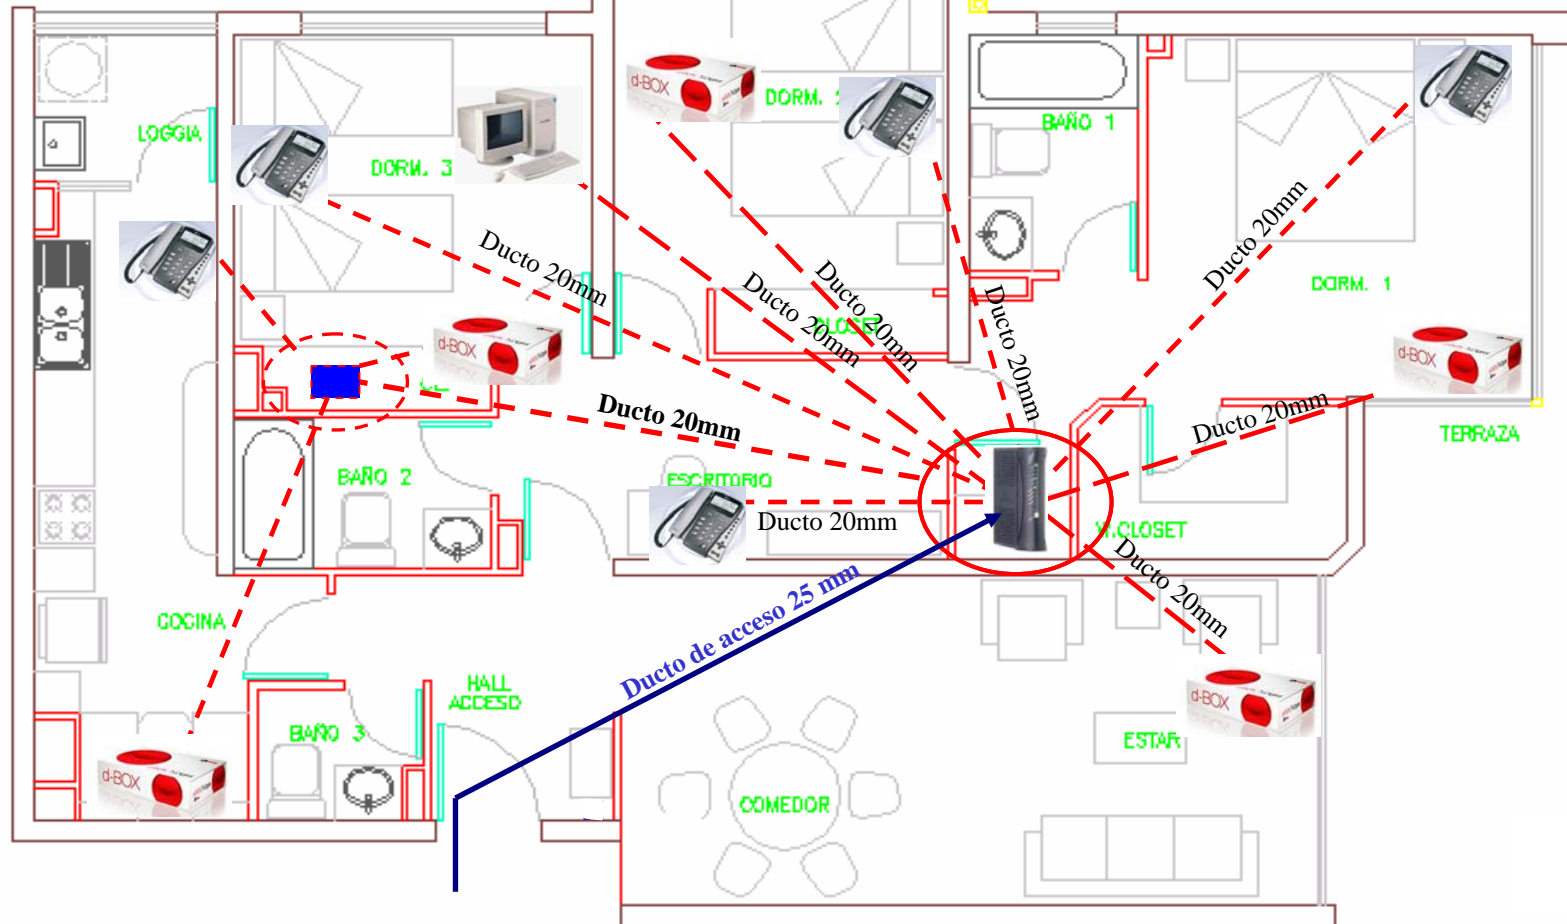 d-BOX
DORM. 2
LOGGIA
BAÑO 1
DORM. 3
Ducto 20mm
Ducto 20mm
Ducto 20mm
Ducto 20mm
Ducto 20mm
DORM. 1
CLOSET
d-BOX
d-BOX
Ducto 20mm
Ducto 20mm
TERRAZA
BAÑO 2
ESCRITORIO
Ducto 20mm
W.CLOSET
Ducto 20mm
Ducto de acceso 25 mm
COCINA
HALL
ACCESO
d-BOX
BAÑO 3
ESTAR
d-BOX
COMEDOR